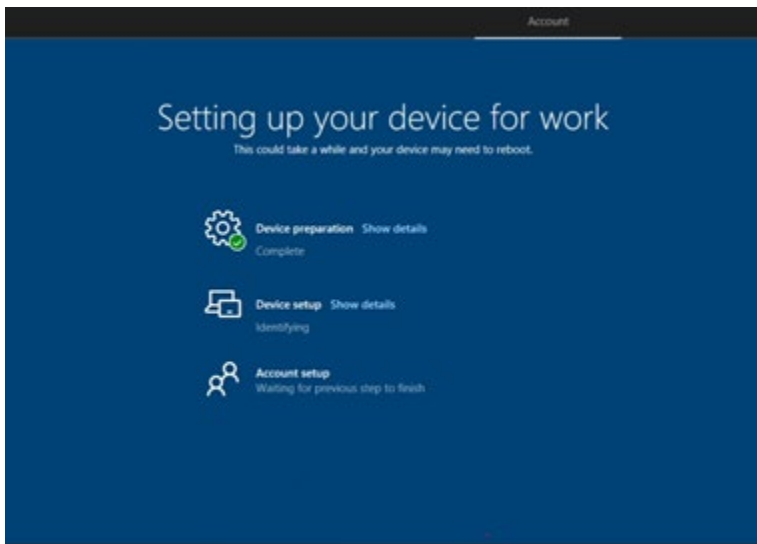 Account
Setting up your device for work
This could take a while and your device may need to reboot.
Device preparation Show details
Complete
Device setup Show details
Identifying
Account setup
Waiting for previous step to finish